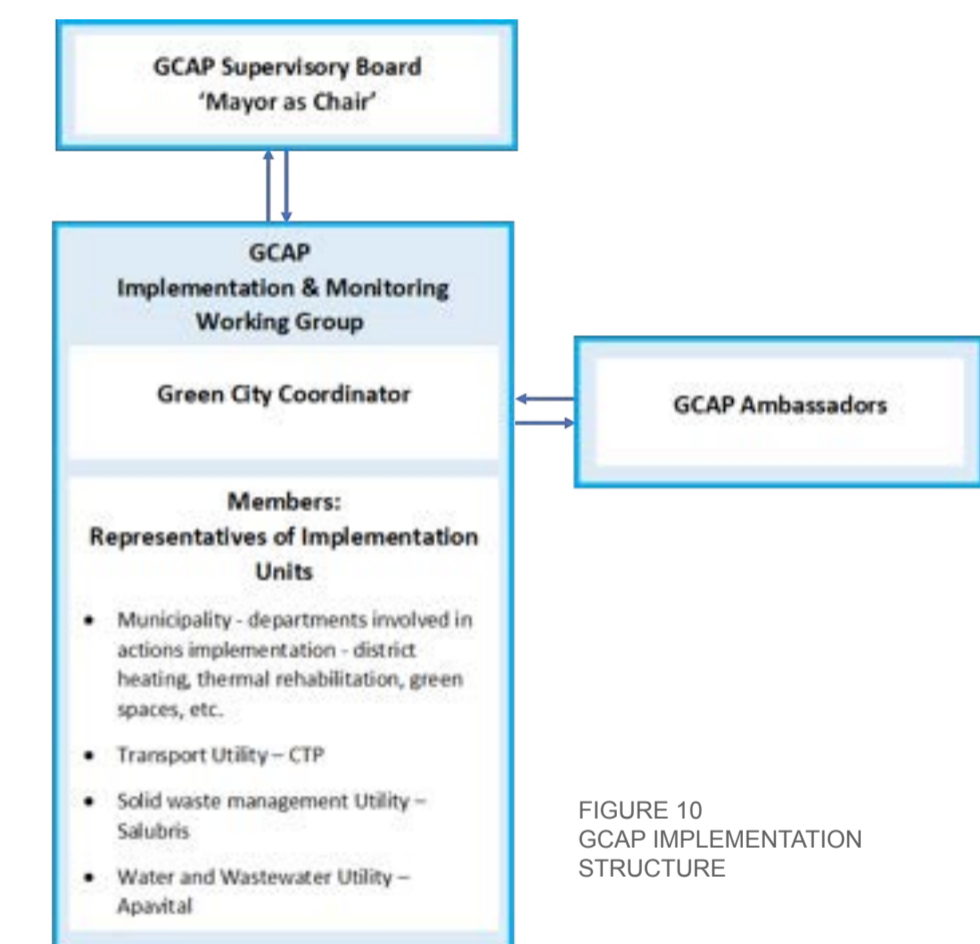 GCAP Supervisory Board
‘Mayor as Chair’
GCAP
Implementation & Monitoring
Working Group
Green City Coordinator
Members:
Representatives of Implementation
Units
• Municipality - departments involved in
actions implementation - district
heating, thermal rehabilitation, green
spaces, etc.
• Transport Utility – CTP
• Solid waste management Utility –
Salubris
• Water and Wastewater Utility –
Apavital
GCAP Ambassadors
FIGURE 10
GCAP IMPLEMENTATION
STRUCTURE